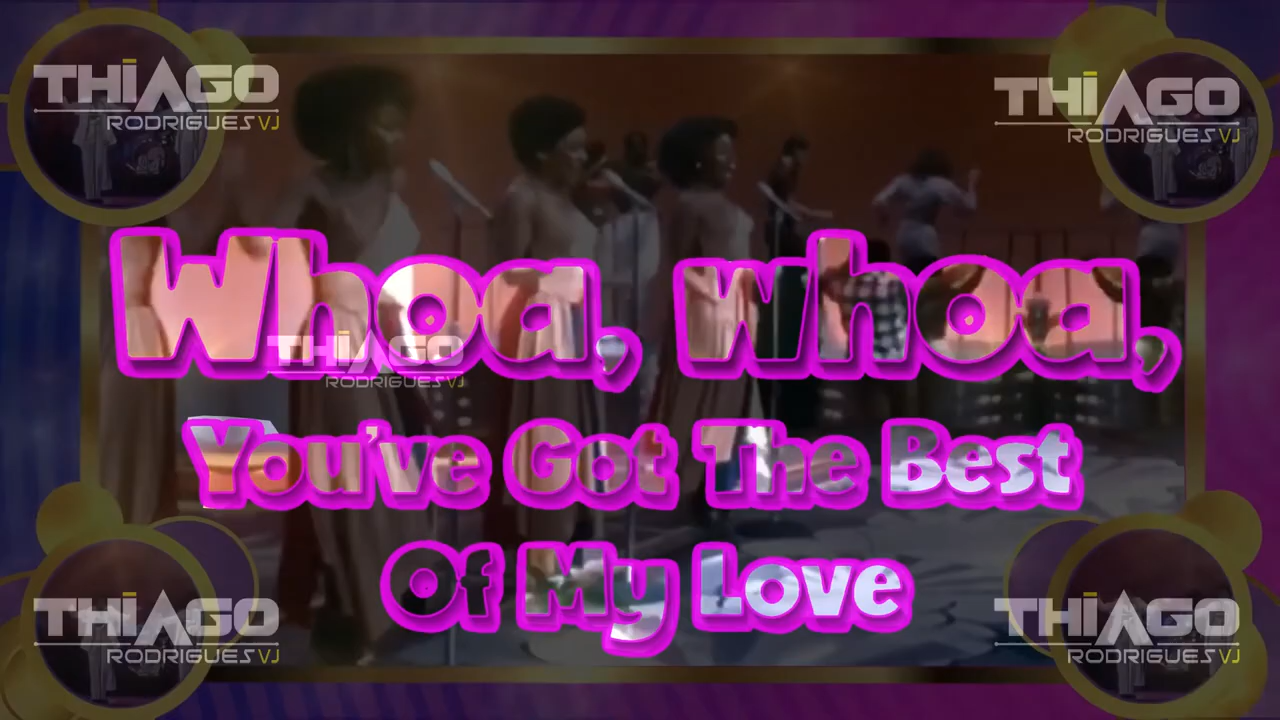 THIAGO
RODRIGUES VJ
THIAGO
RODRIGUES VJ
Whoa, whoa,
THIAGO
RODRIGUES VJ
You've Got The Best
Of My Love
THIAGO
RODRIGUES VJ
THIAGO
RODRIGUES VJ